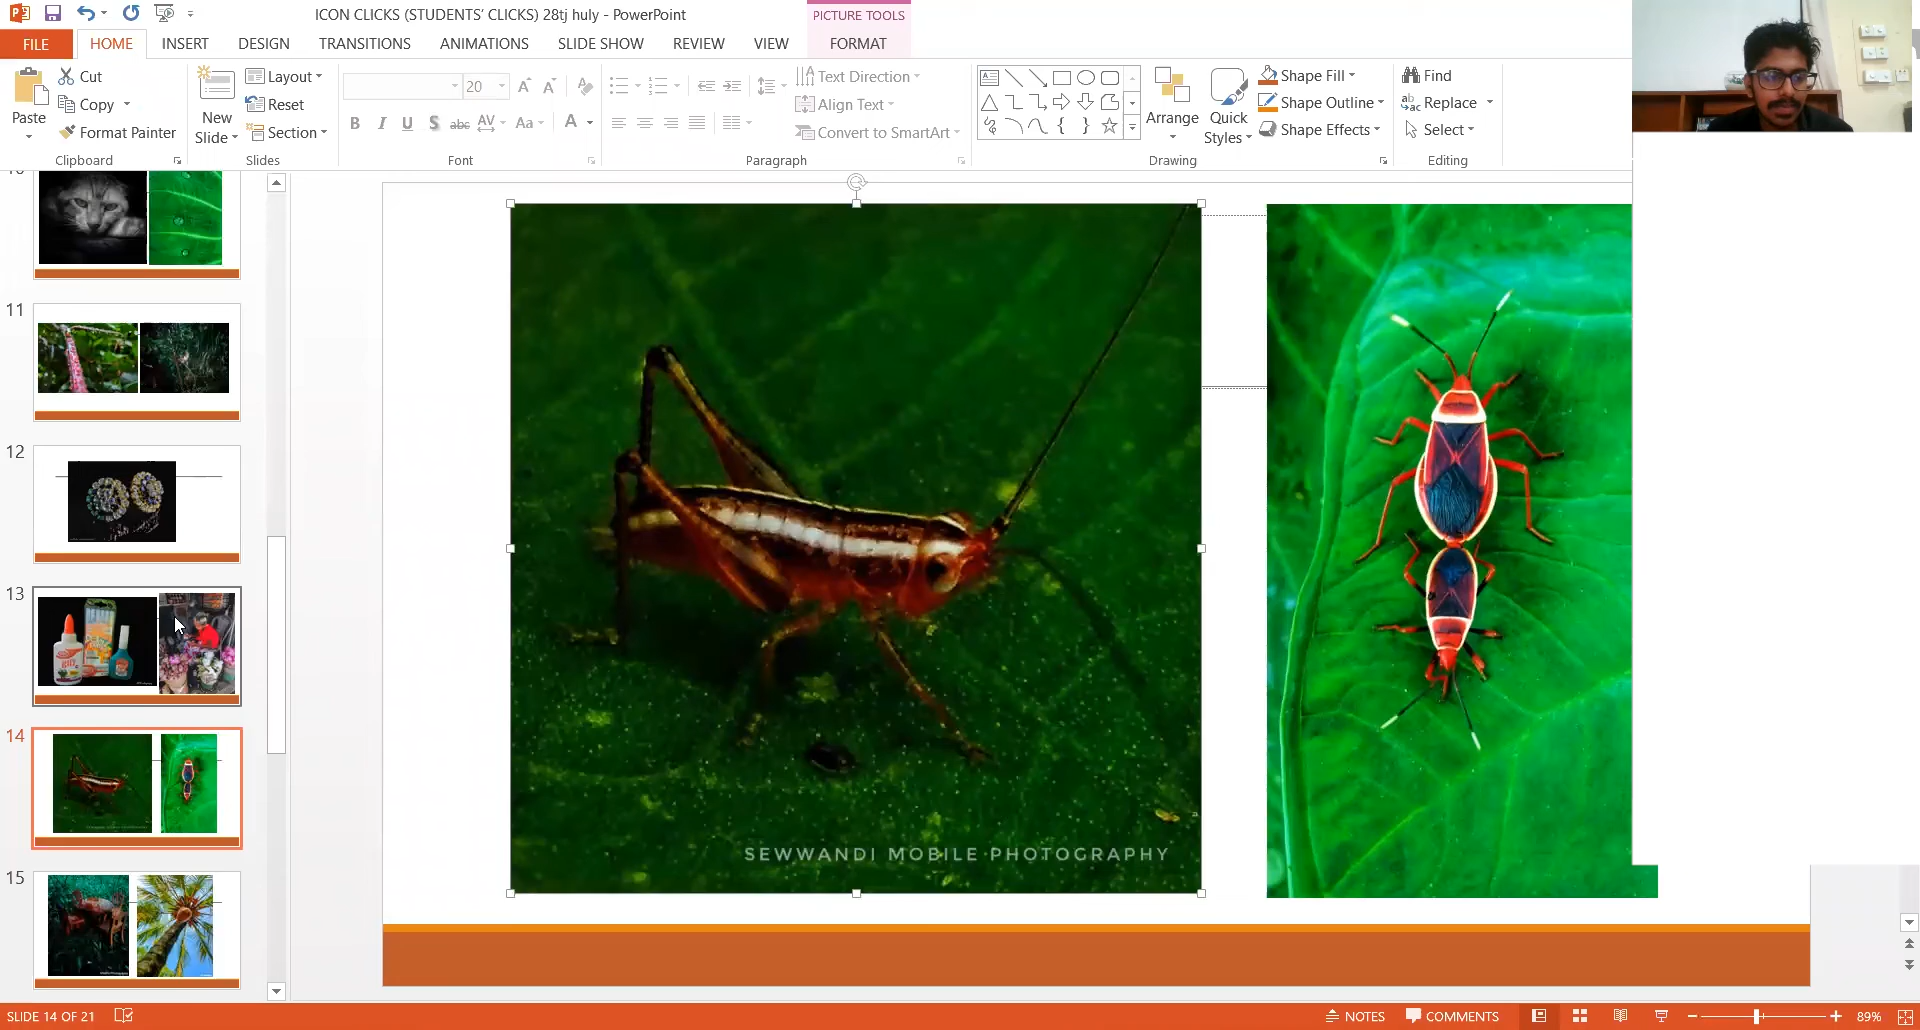 ICON CLICKS (STUDENTS' CLICKS) 28tj huly - PowerPoint
PICTURE TOOLS
FILE
HOME
INSERT
DESIGN
TRANSITIONS
ANIMATIONS
SLIDE SHOW
REVIEW
VIEW
FORMAT
Paste
Cut
Copy
Format Painter
Clipboard
New
Slide
Layout
Reset
Section
Slides
20
B I U S abc AV Aa A
Font
Text Direction
Align Text
Convert to SmartArt
Paragraph
Arrange
Quick
Styles
Shape Fill
Shape Outline
Shape Effects
Drawing
Find
Replace
Select
Editing
11
12
13
14
15
SEWWANDI MOBILE PHOTOGRAPHY
SLIDE 14 OF 21
NOTES
COMMENTS
89%